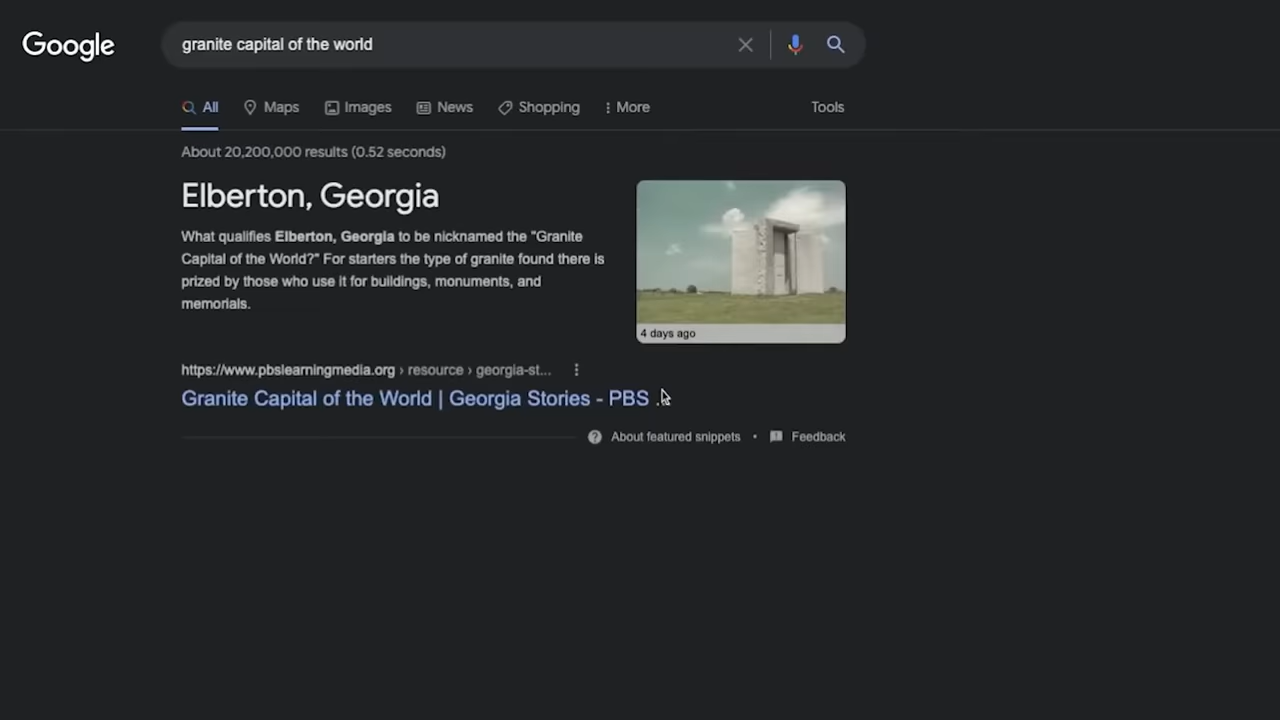 Google
granite capital of the world
All Maps Images News Shopping More Tools
About 20,200,000 results (0.52 seconds)
Elberton, Georgia
What qualifies Elberton, Georgia to be nicknamed the "Granite
Capital of the World?" For starters the type of granite found there is
prized by those who use it for buildings, monuments, and
memorials.
4 days ago
https://www.pbslearningmedia.org › resource › georgia-st...
Granite Capital of the World | Georgia Stories - PBS ..
About featured snippets • Feedback